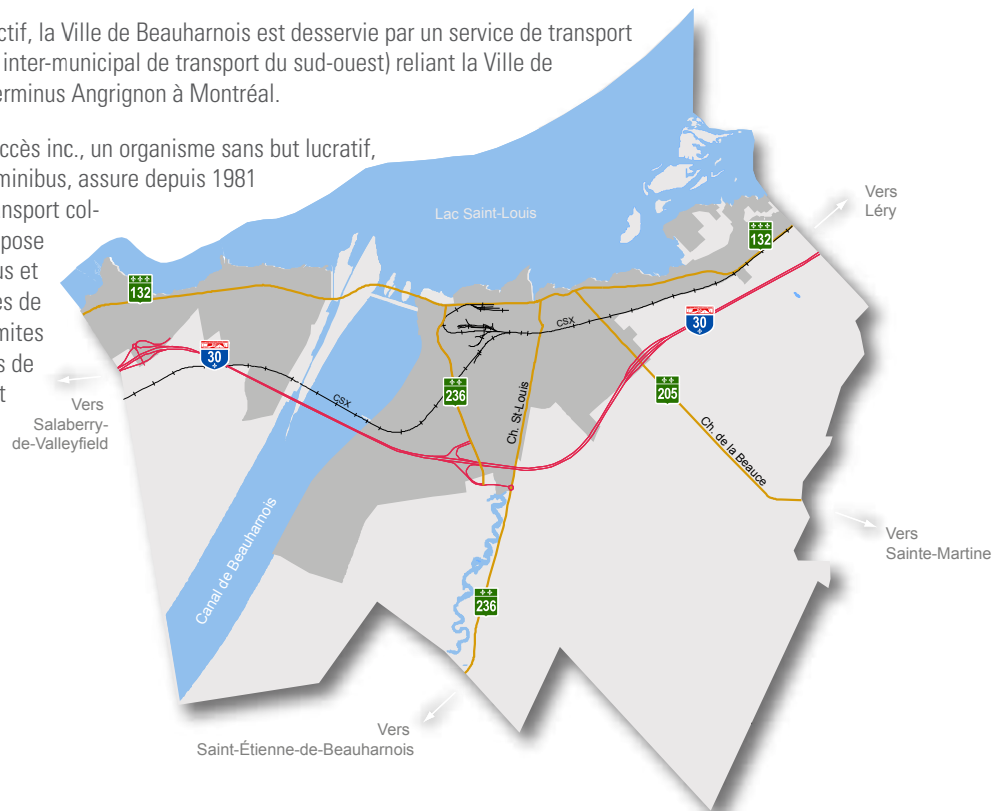 ctif, la Ville de Beauharnois est desservie par un service de transport
inter-municipal de transport du sud-ouest) reliant la Ville de
erminus Angrignon à Montréal.
ccès inc., un organisme sans but lucratif,
minibus, assure depuis 1981
nsport col-
pose
us et
es de
mites
s de
t
Lac Saint-Louis
Vers
Léry
132
132
CSX
30
30
236
Ch. St-Louis
205
CSX
Vers
Salaberry-
de-Valleyfield
Ch. de la Beauce
Canal de Beauharnois
Vers
Sainte-Martine
236
Vers
Saint-Étienne-de-Beauharnois